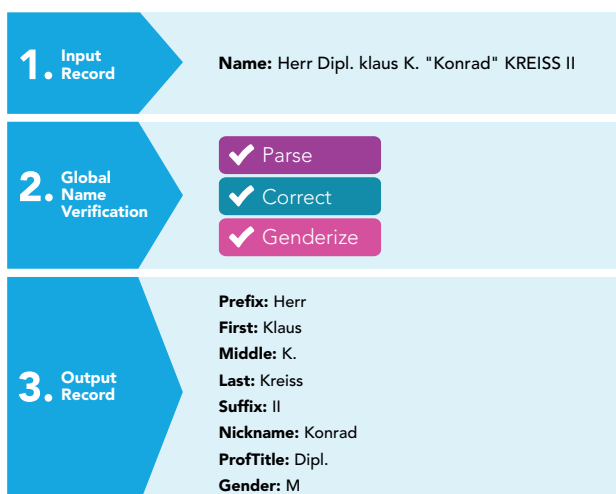 1. Input Record
Name: Herr Dipl. klaus K. "Konrad" KREISS II
2. Global Name Verification
Parse
Correct
Genderize
3. Output Record
Prefix: Herr
First: Klaus
Middle: K.
Last: Kreiss
Suffix: II
Nickname: Konrad
ProfTitle: Dipl.
Gender: M